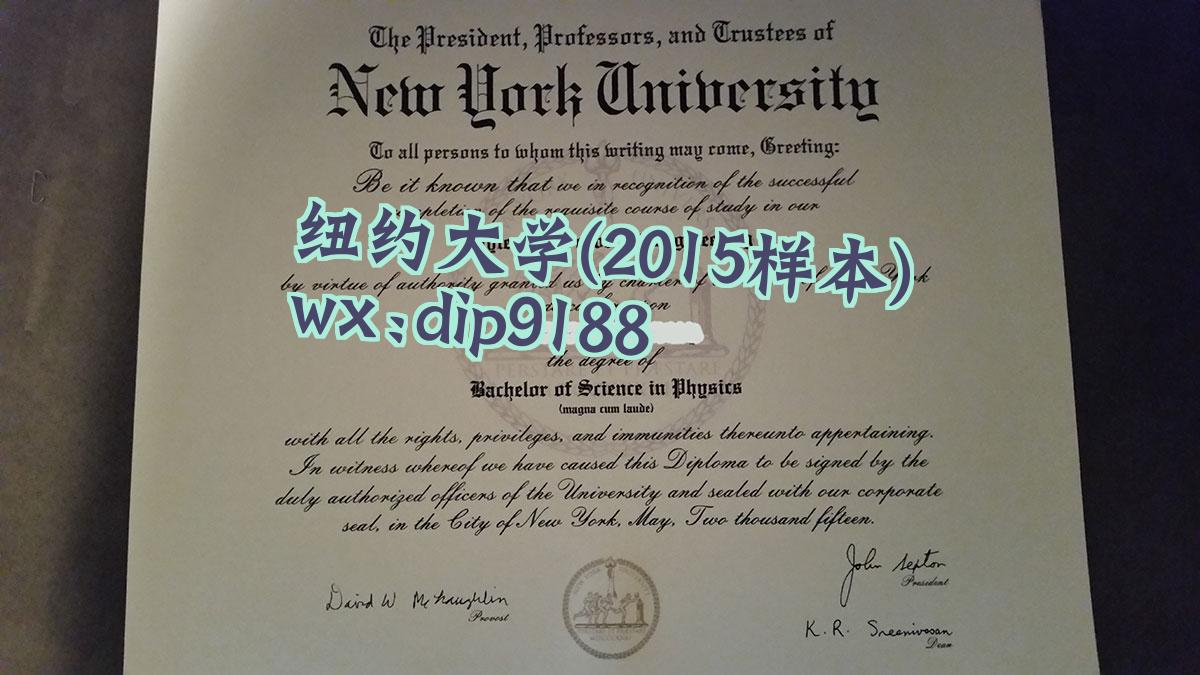 The President, Professors, and Trustees of
New York University
To all persons to whom this writing may come, Greeting:
Be it known that we in recognition of the successful
of the requisite course of study in our
纽约大学(2015样本)
by virtue of authority granted us by charter of York
wx:dip9188
the degree of
PERSTARE PRAESTARE
Bachelor of Science in Physics
(magna cum laude)
with all the rights, privileges, and immunities thereunto appertaining.
In witness whereof we have caused this Diploma to be signed by the
duly authorized officers of the University and sealed with our corporate
seal, in the City of New York, May, Two thousand fifteen.
John Sexton
President
David W McLaughlin
Provost
K. R. Sreenivasan
Dean